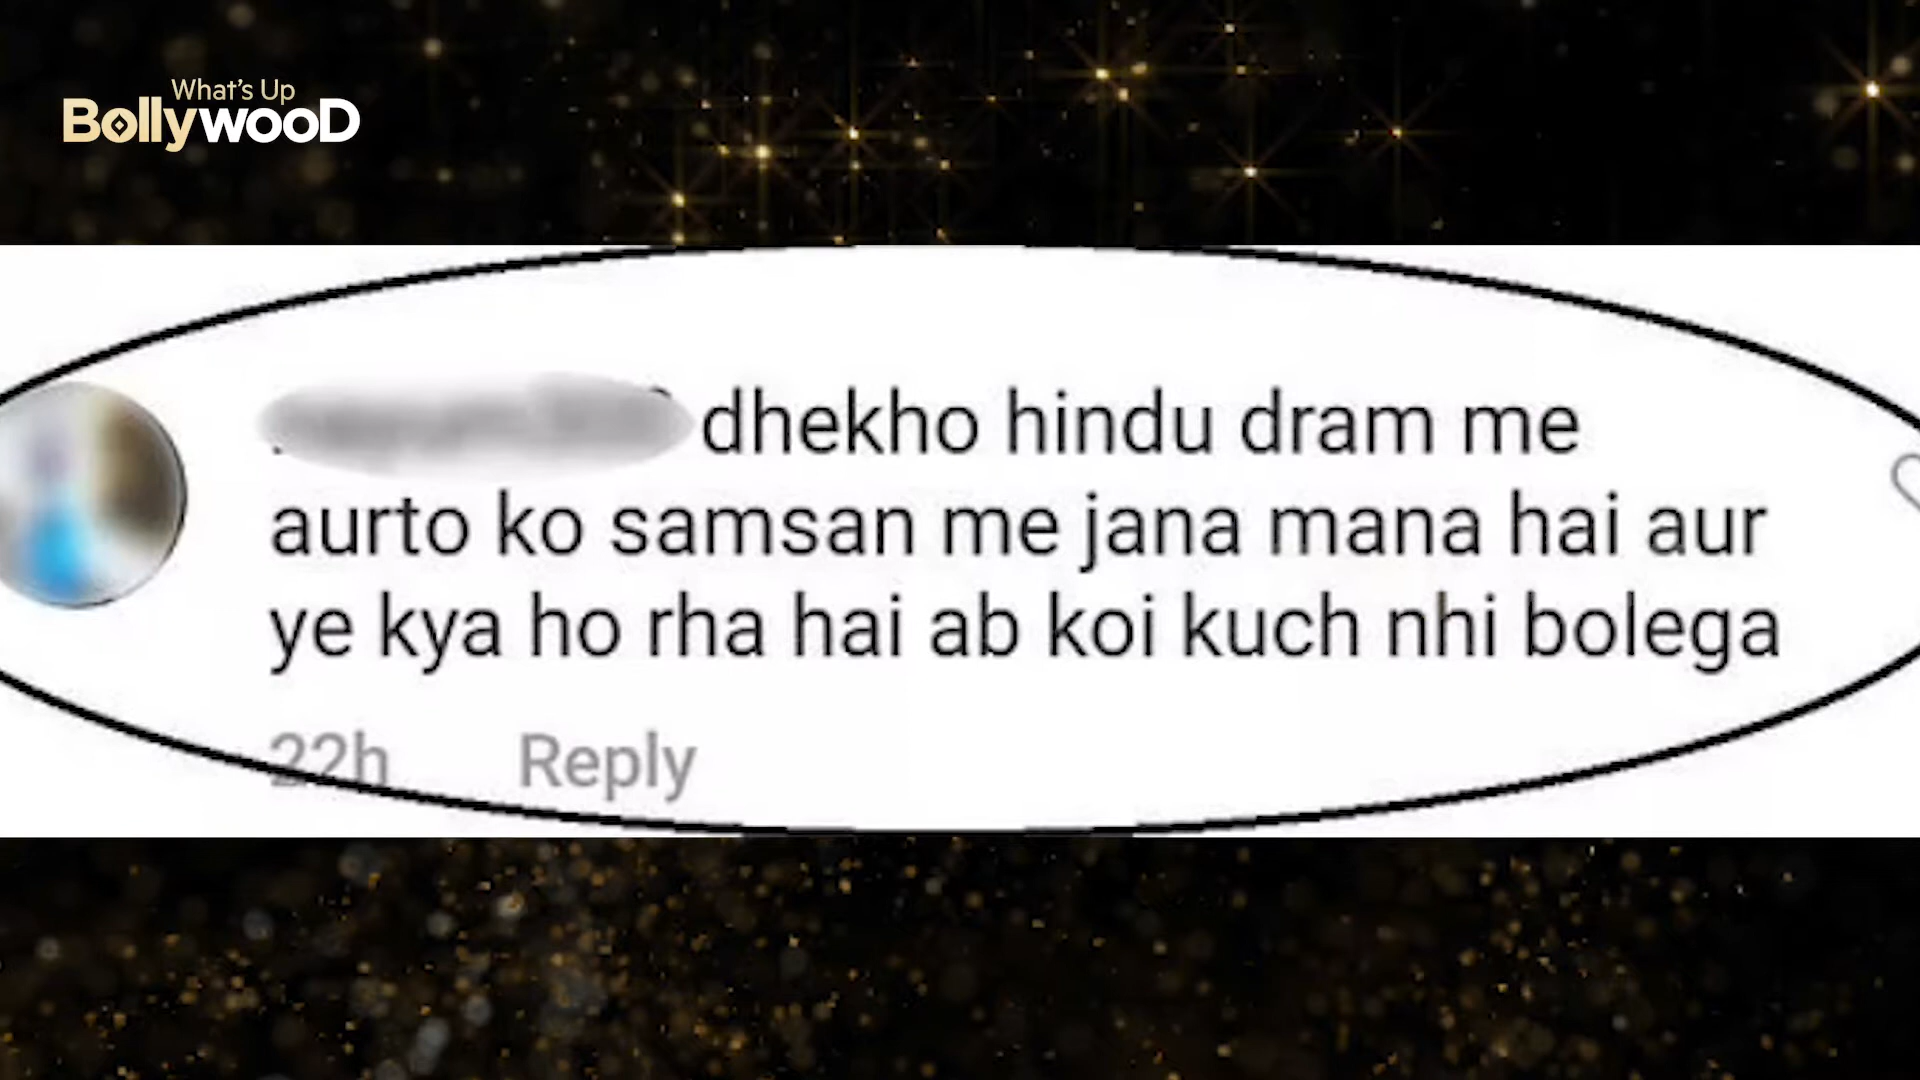 What's Up
BollywooD
dhekho hindu dram me
aurto ko samsan me jana mana hai aur
ye kya ho rha hai ab koi kuch nhi bolega
22h Reply